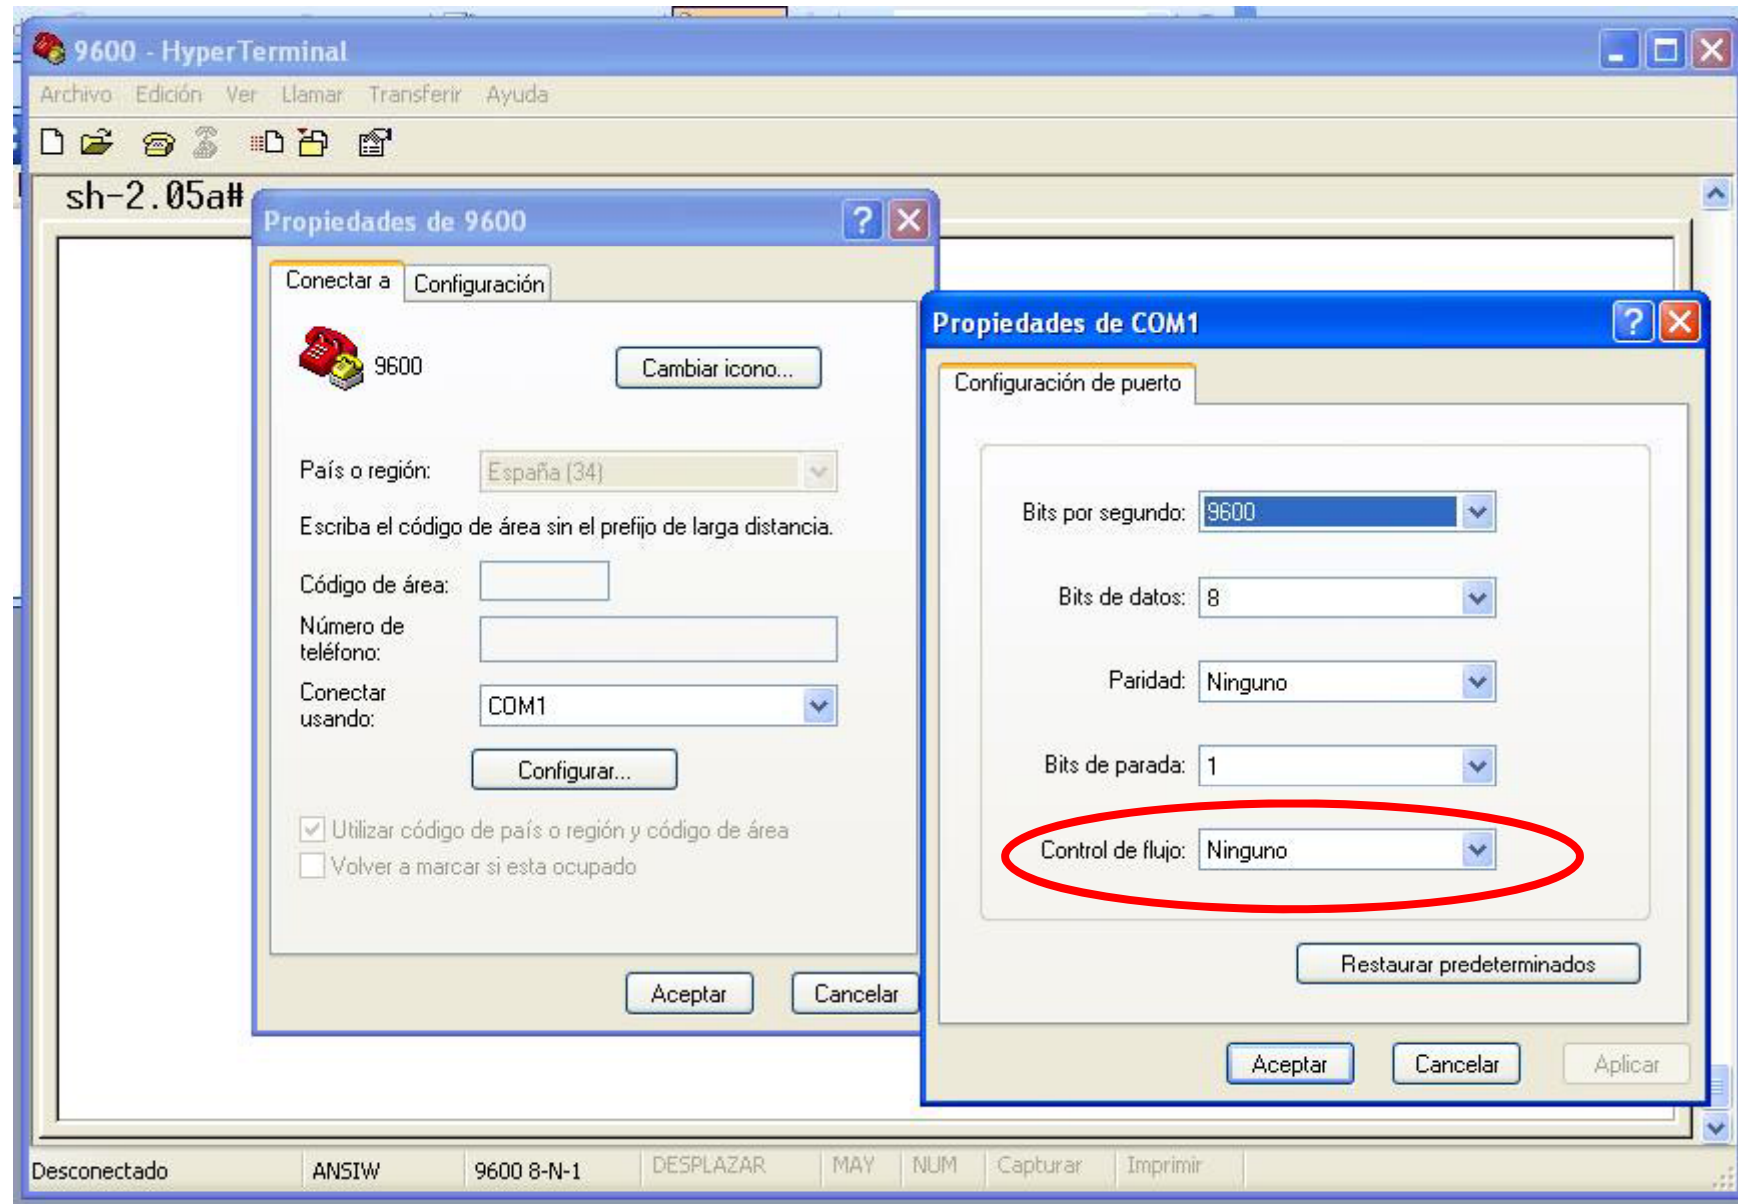 9600 - HyperTerminal
Archivo Edición Ver Llamar Transferir Ayuda
sh-2.05a#
Propiedades de 9600
Conectar a Configuración
9600
Cambiar icono...
País o región: España (34)
Escriba el código de área sin el prefijo de larga distancia.
Código de área:
Número de
teléfono:
Conectar
usando:
COM1
Configurar...
Utilizar código de país o región y código de área
Volver a marcar si esta ocupado
Aceptar Cancelar
Propiedades de COM1
Configuración de puerto
Bits por segundo: 9600
Bits de datos: 8
Paridad: Ninguno
Bits de parada: 1
Control de flujo: Ninguno
Restaurar predeterminados
Aceptar Cancelar Aplicar
Desconectado ANSIW 9600 8-N-1 DESPLAZAR MAY NUM Capturar Imprimir